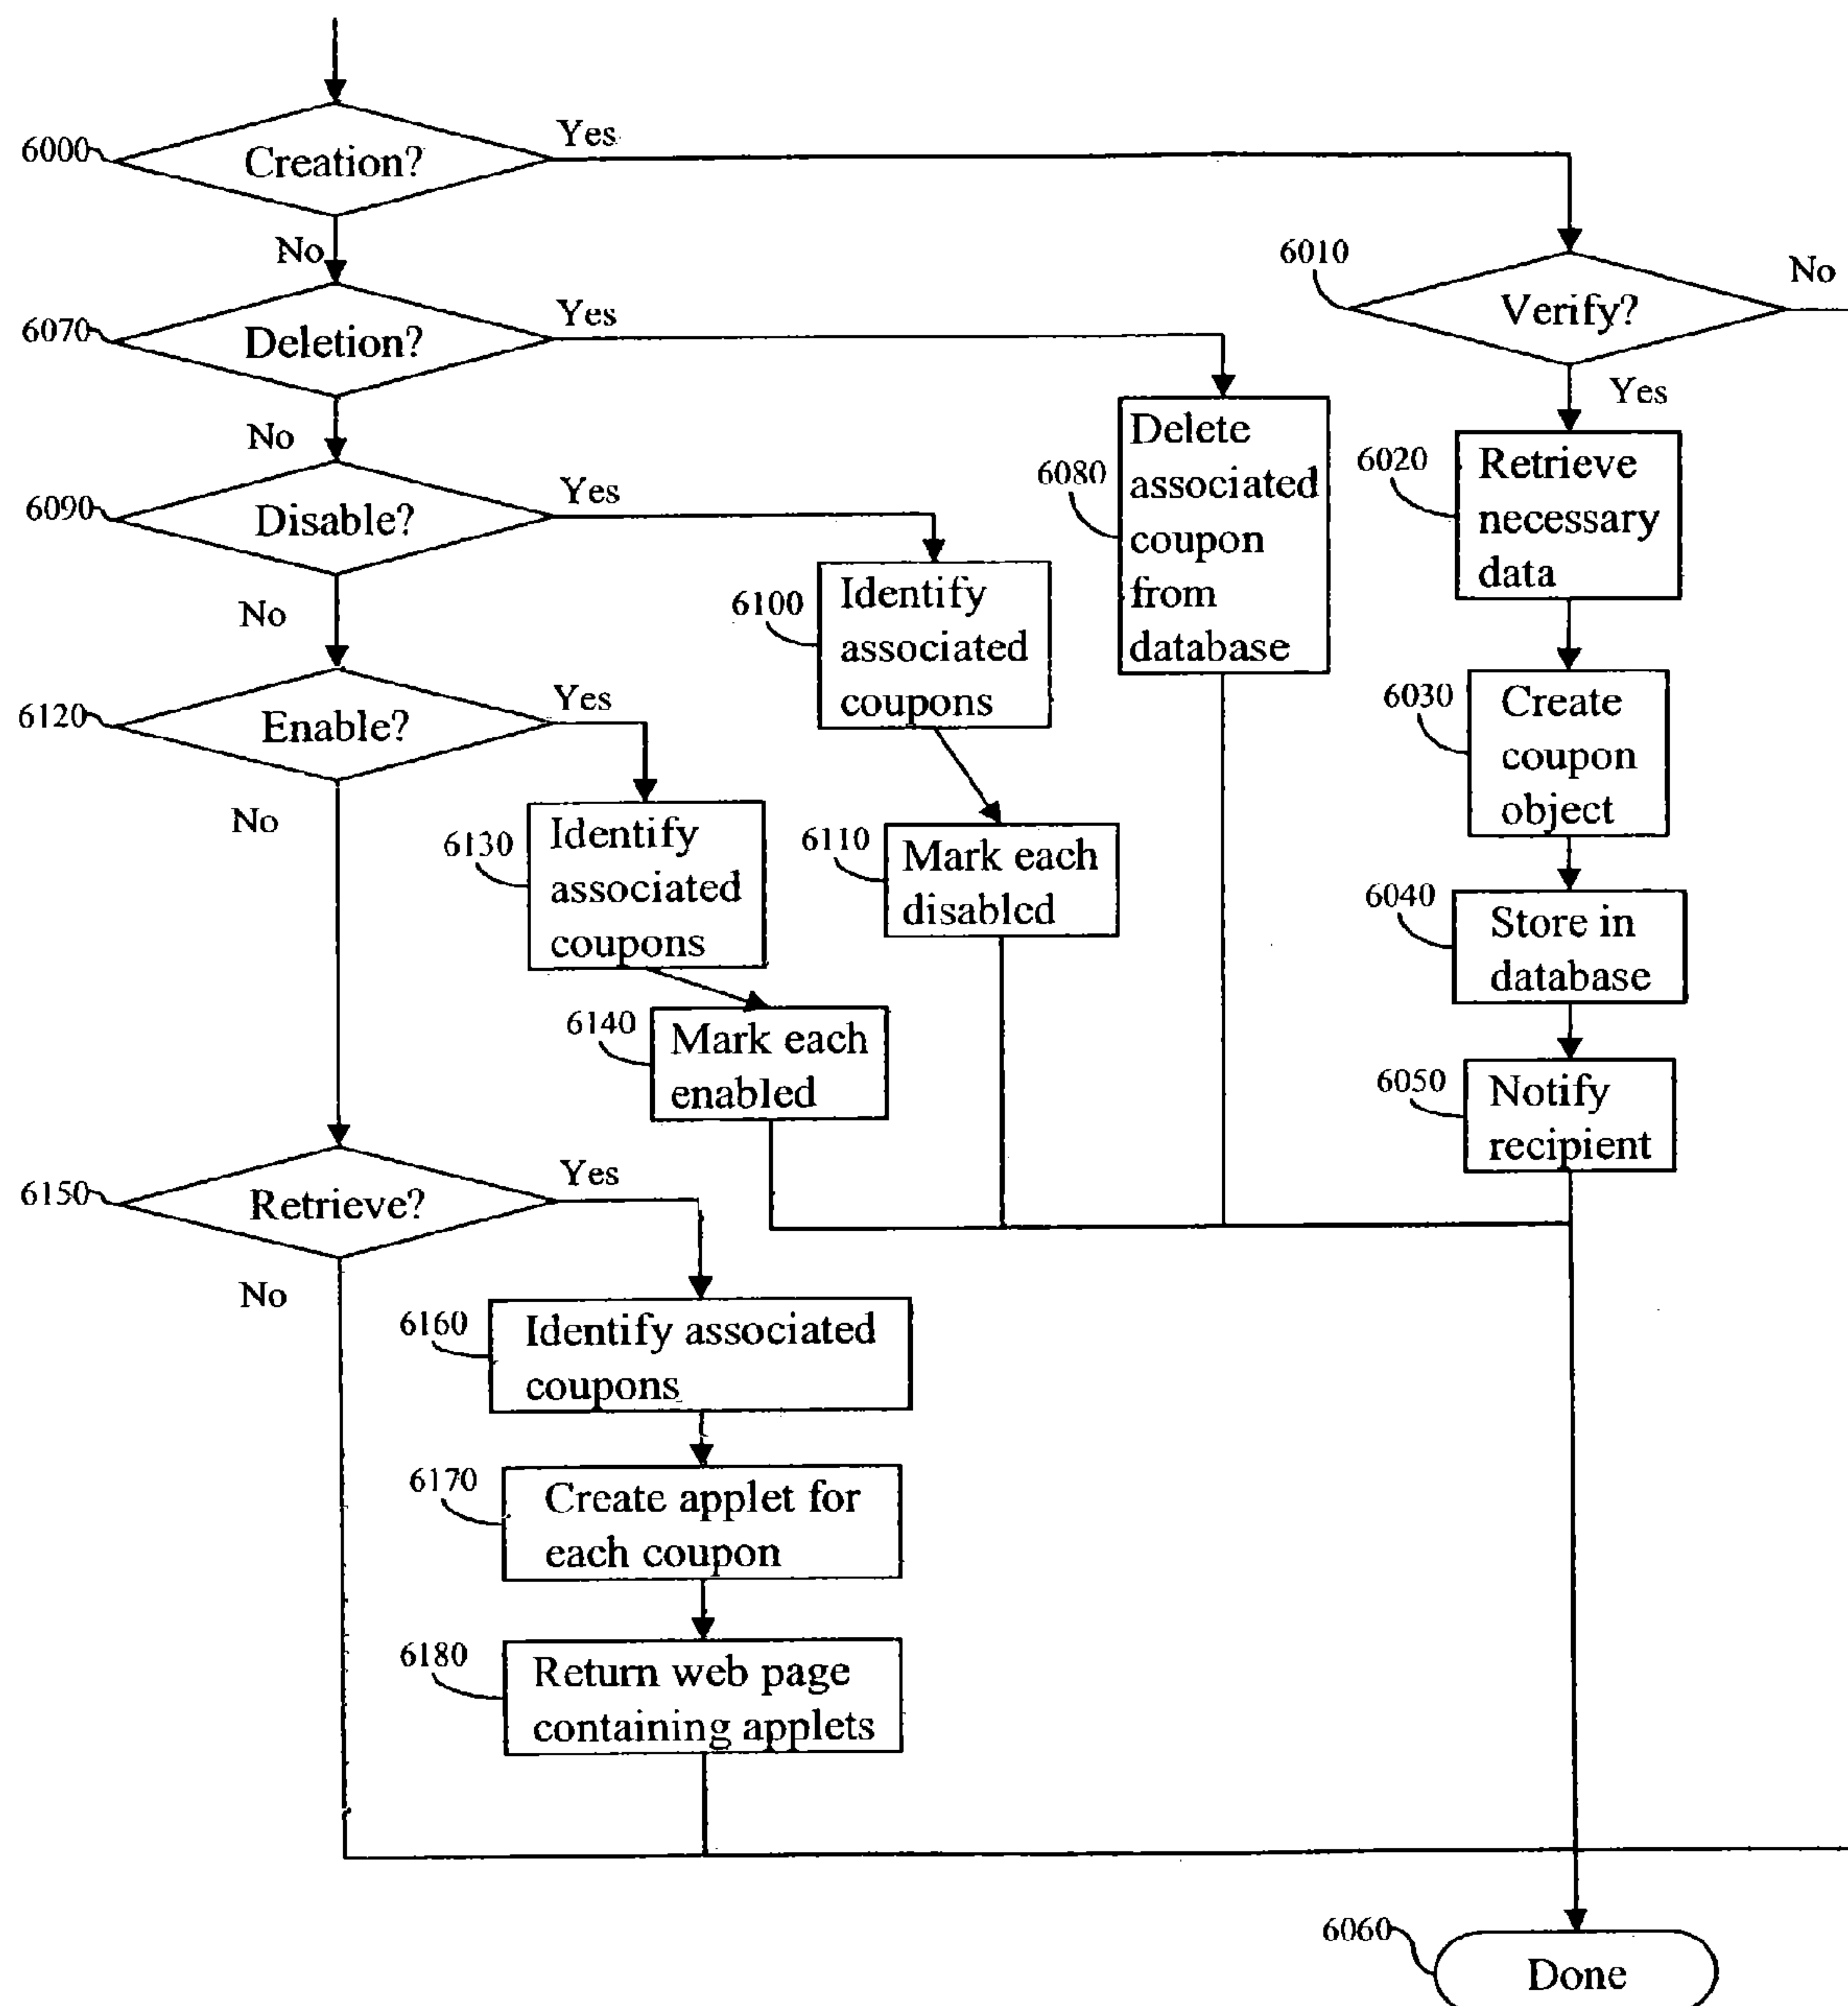 6000
Creation?
Yes
No
6010
Verify?
No
Yes
6070
Deletion?
Yes
No
6080
Delete
associated
coupon
from
database
6020
Retrieve
necessary
data
6090
Disable?
Yes
No
6100
Identify
associated
coupons
6030
Create
coupon
object
6120
Enable?
Yes
No
6130
Identify
associated
coupons
6110
Mark each
disabled
6040
Store in
database
6140
Mark each
enabled
6050
Notify
recipient
6150
Retrieve?
Yes
No
6160
Identify associated
coupons
6170
Create applet for
each coupon
6180
Return web page
containing applets
6060
Done